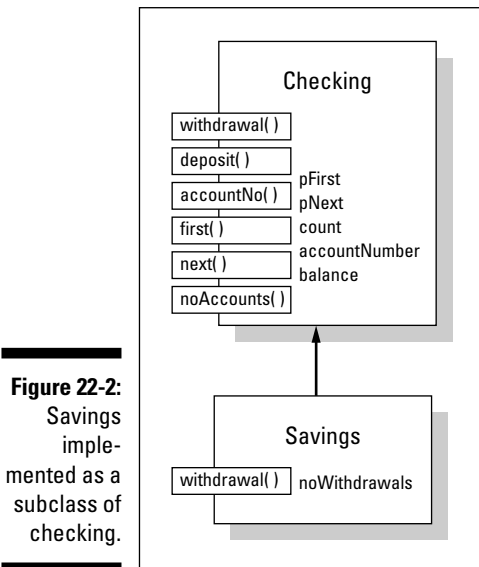 Checking
withdrawal( )
deposit( )
accountNo( )
first( )
next( )
noAccounts( )
pFirst
pNext
count
accountNumber
balance
Savings
withdrawal( )
noWithdrawals
Figure 22-2:
Savings
imple-
mented as a
subclass of
checking.